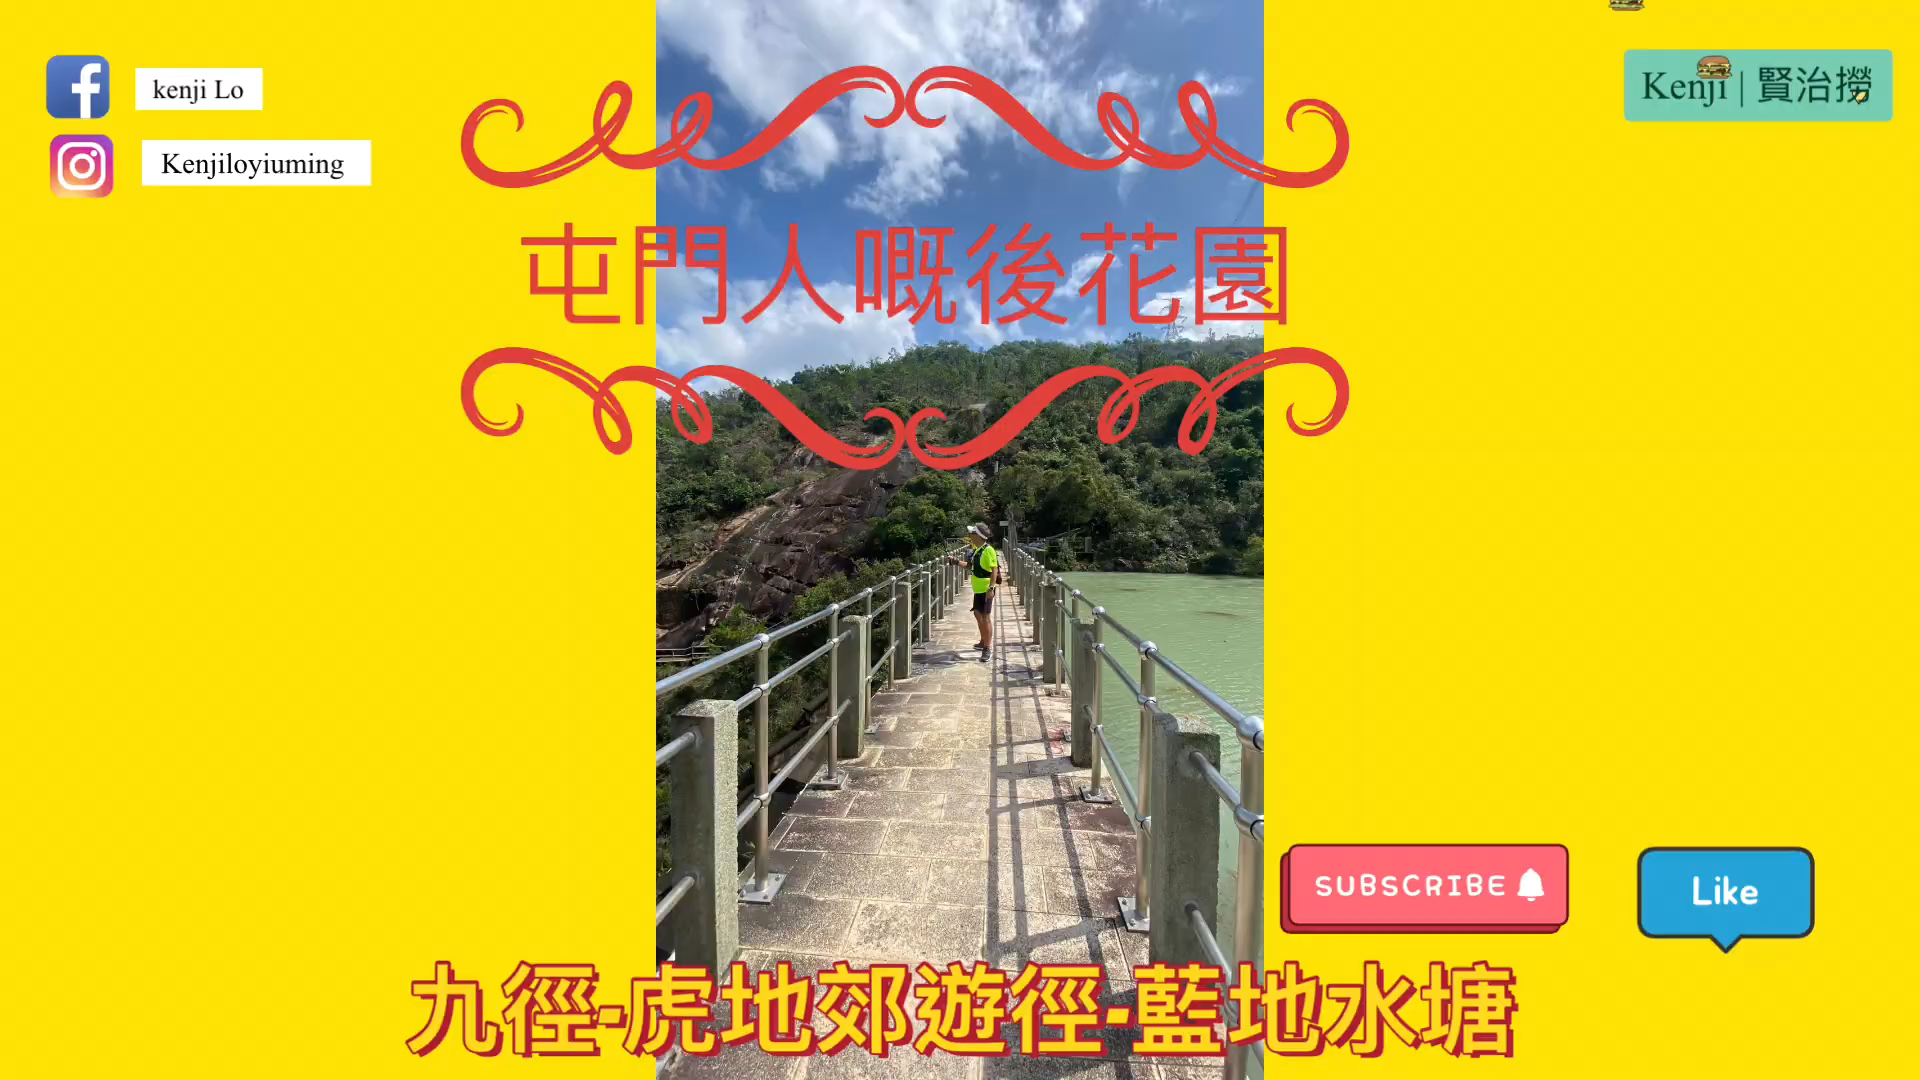 kenji Lo
Kenji | 賢治撈
Kenjiloyiuming
屯門人嘅後花園
SUBSCRIBE
Like
九徑-虎地郊遊徑-藍地水塘